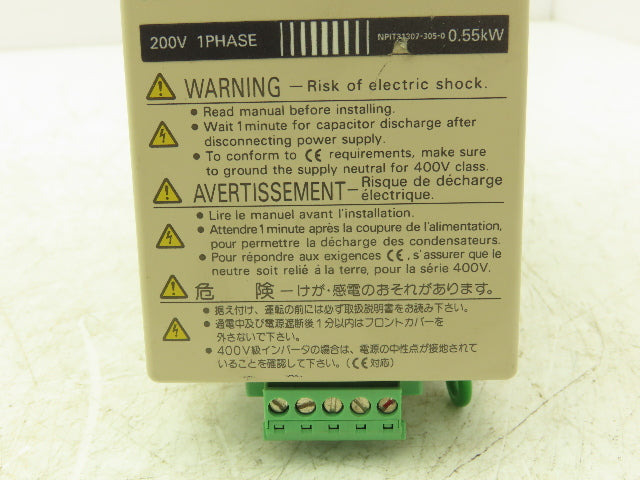 200V 1PHASE NPIT31307-305-0 0.55kW
WARNING — Risk of electric shock.
● Read manual before installing.
● Wait 1 minute for capacitor discharge after
disconnecting power supply.
● To conform to CE requirements, make sure
to ground the supply neutral for 400V class.
AVERTISSEMENT — Risque de décharge
électrique.
● Lire le manuel avant l'installation.
● Attendre 1 minute après la coupure de l'alimentation,
pour permettre la décharge des condensateurs.
● Pour répondre aux exigences CE, s'assurer que le
neutre soit relié à la terre, pour la série 400V.
危 険 — けが・感電のおそれがあります。
● 据え付け、運転の前には必ず取扱説明書をお読み下さい。
● 通電中及び電源遮断後1分以内はフロントカバーを
外さないで下さい。
● 400V級インバータの場合は、電源の中性点が接地されて
いることを確認して下さい。(CE対応)